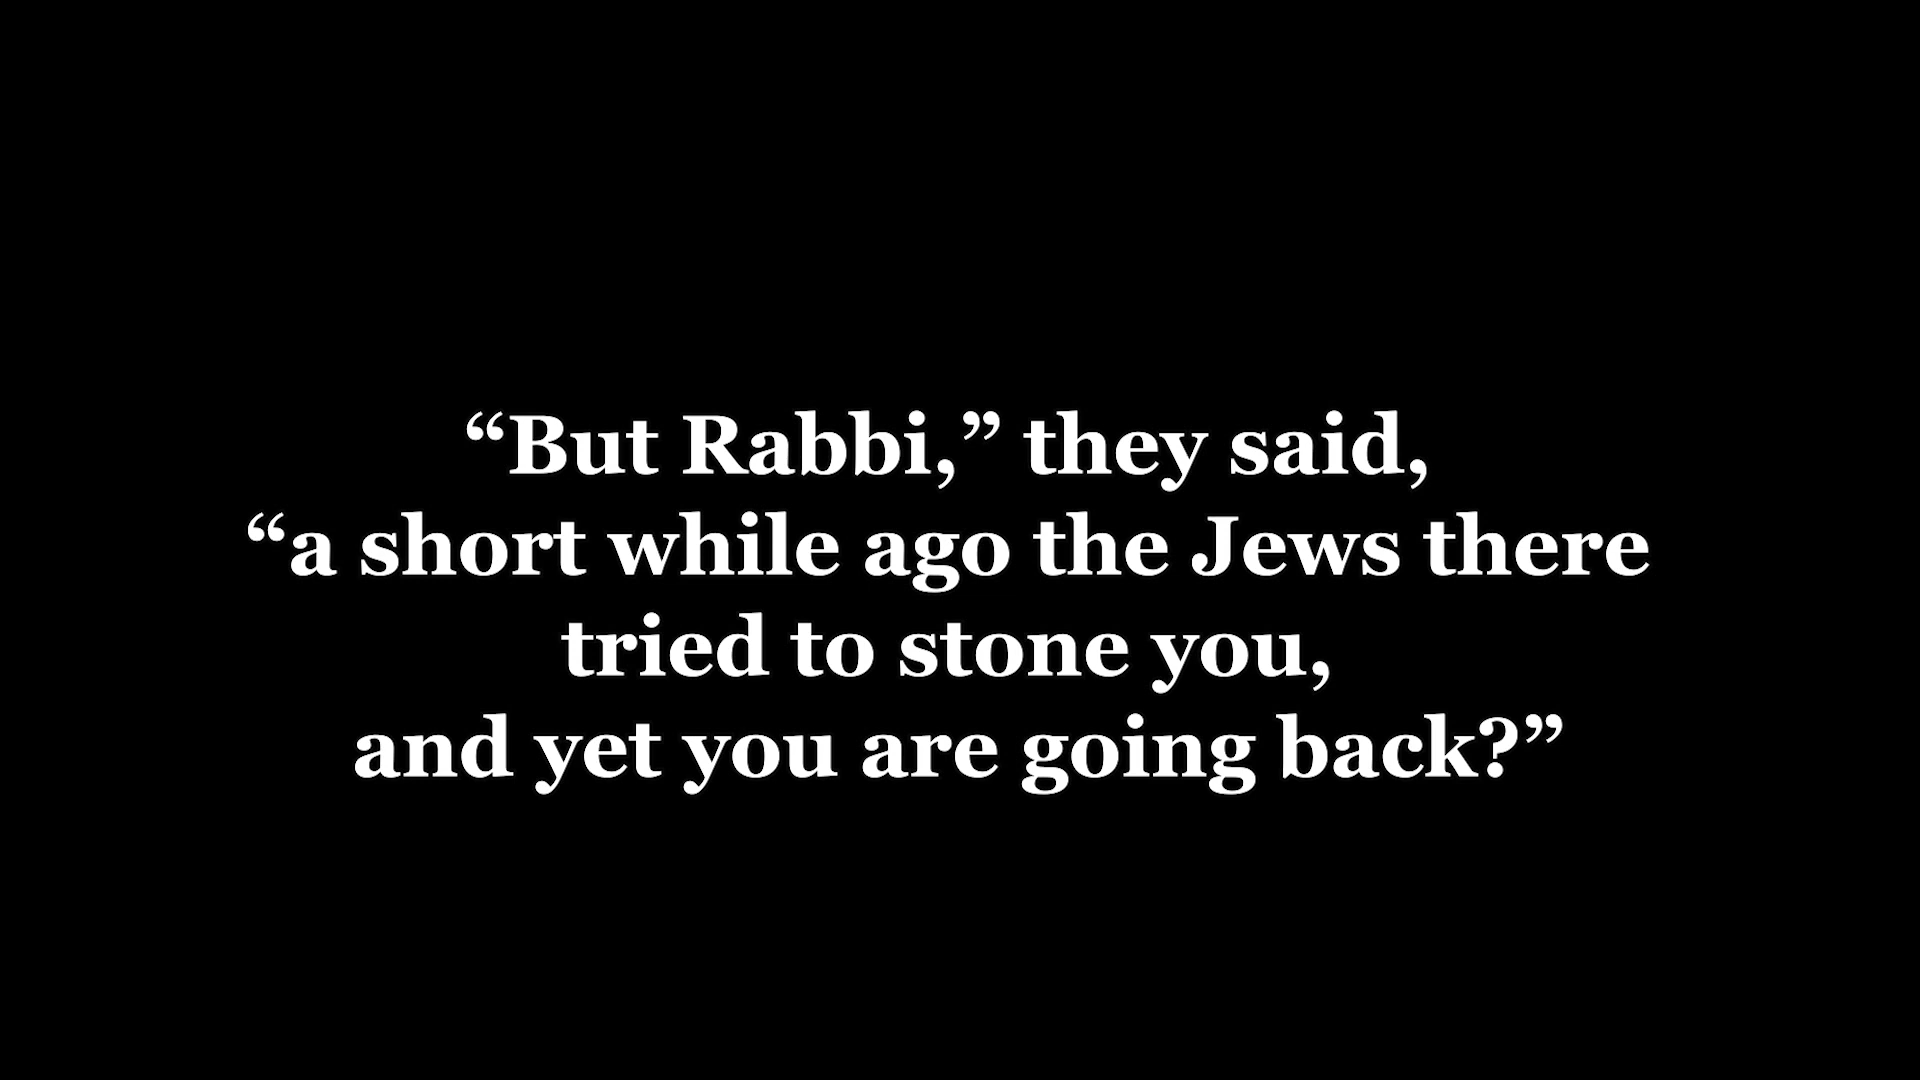 “But Rabbi,” they said,
“a short while ago the Jews there
tried to stone you,
and yet you are going back?”